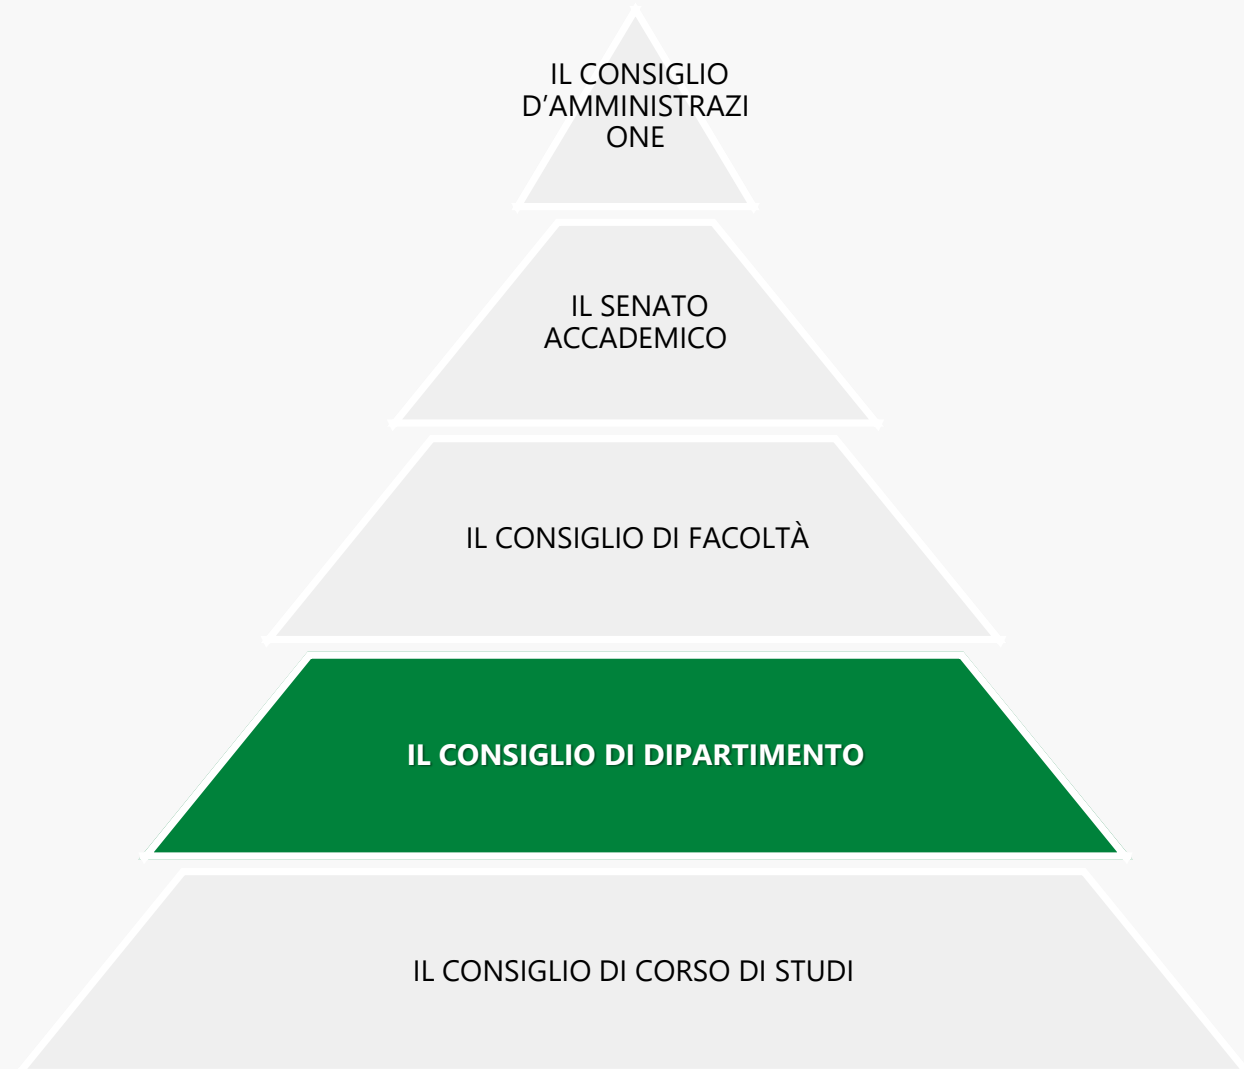 IL CONSIGLIO
D’AMMINISTRAZI
ONE
IL SENATO
ACCADEMICO
IL CONSIGLIO DI FACOLTÀ
IL CONSIGLIO DI DIPARTIMENTO
IL CONSIGLIO DI CORSO DI STUDI